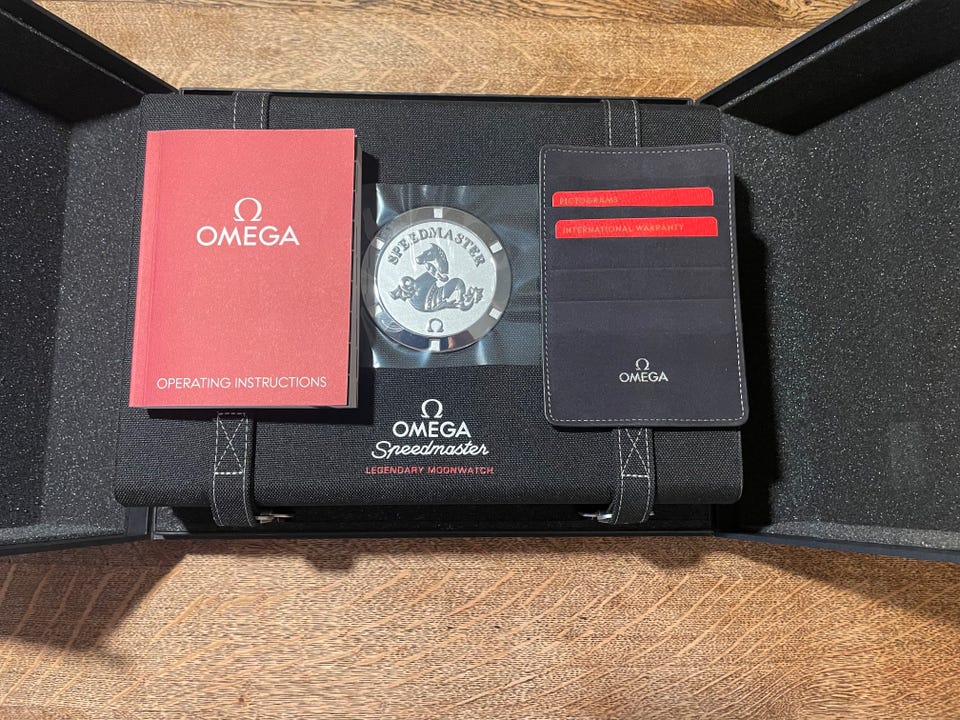 Ω
OMEGA
OPERATING INSTRUCTIONS
SPEEDMASTER
Ω
Ω
OMEGA
Speedmaster
LEGENDARY MOONWATCH
PICTOGRAMS
INTERNATIONAL WARRANTY
Ω
OMEGA